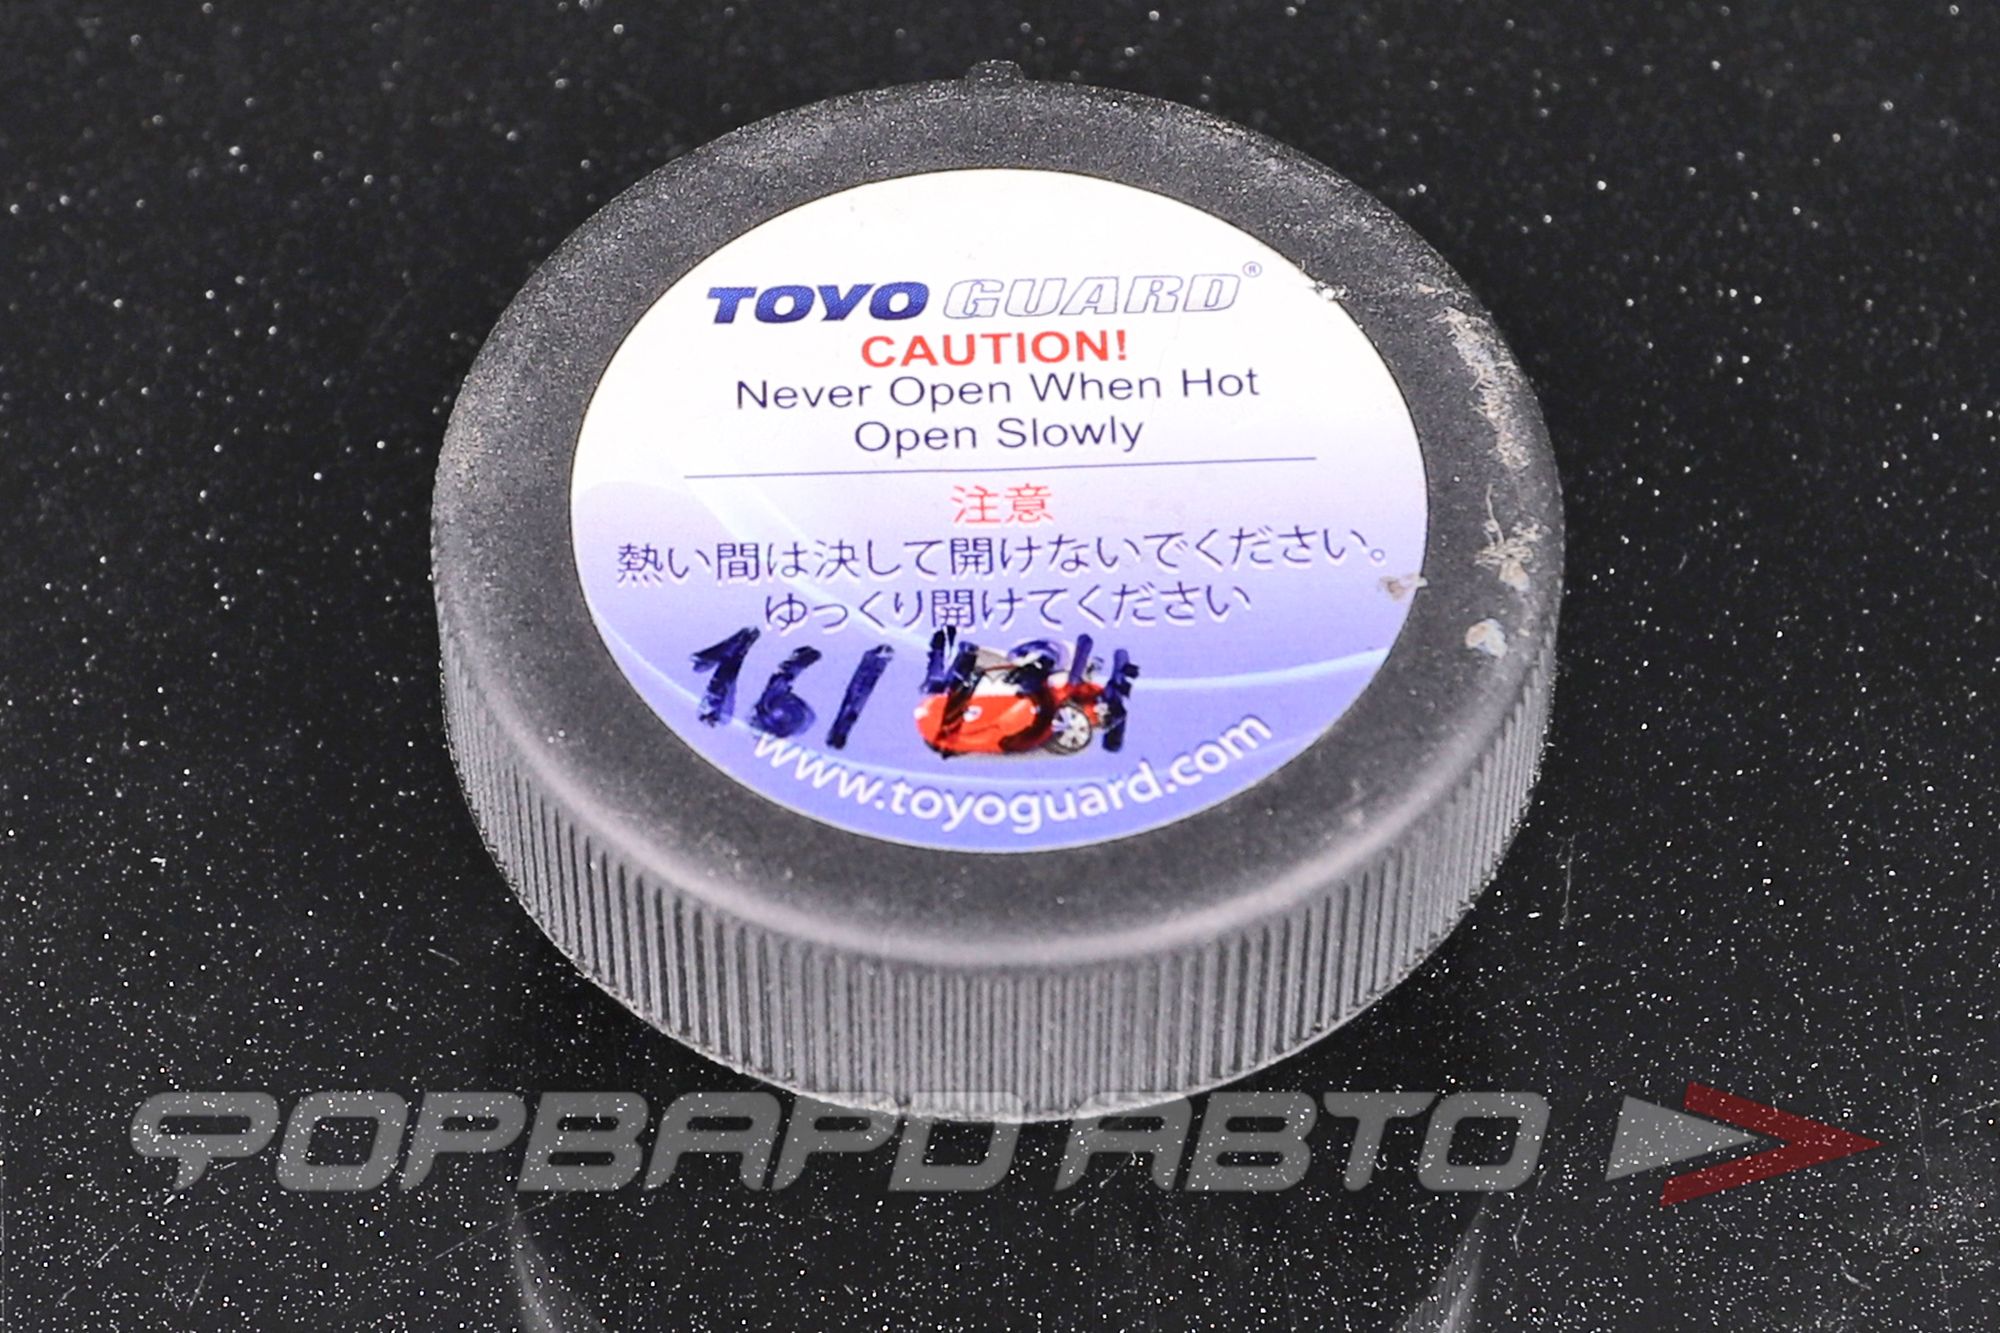 TOYO GUARD®
CAUTION!
Never Open When Hot
Open Slowly
注意
熱い間は決して開けないでください。
ゆっくり開けてください
161434
www.toyoguard.com
ФОРВАРД АВТО